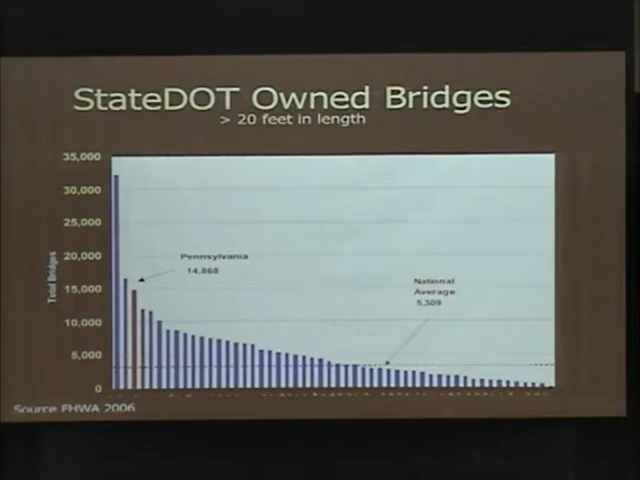 StateDOT Owned Bridges
> 20 feet in length
35,000
30,000
25,000
20,000
15,000
10,000
5,000
0
Total Bridges
Pennsylvania
14,868
National
Average
5,309
Source FHWA 2006